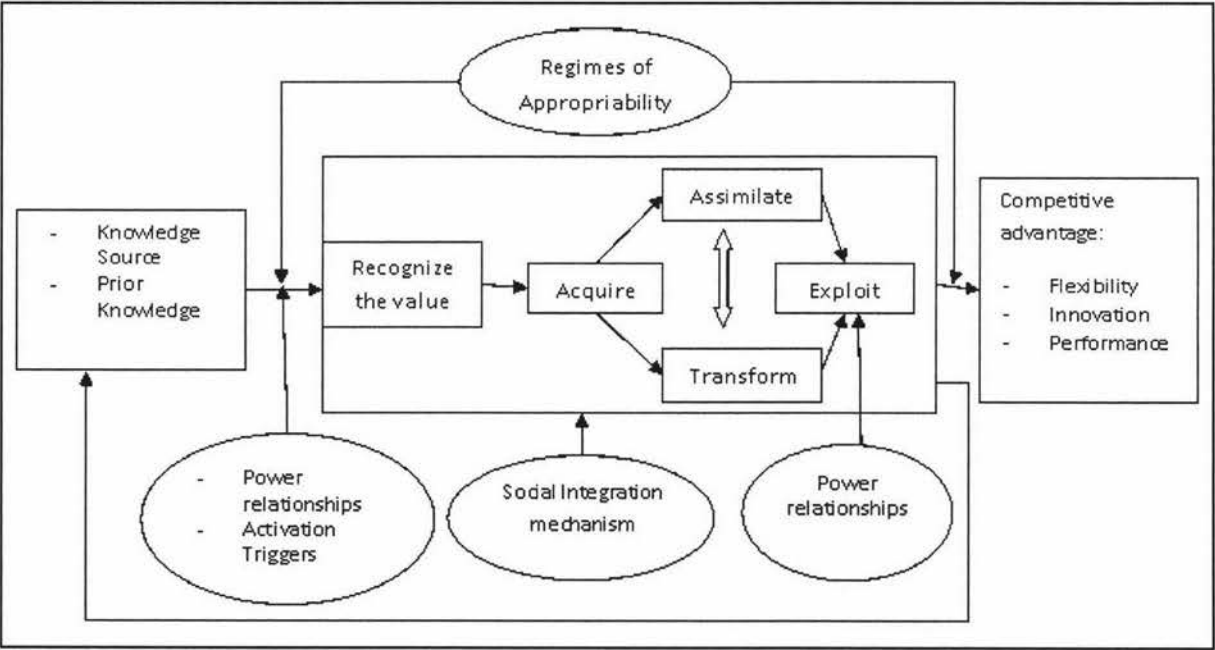 Regimes of
Appropriability
- Knowledge
Source
- Prior
Knowledge
Recognize
the value
Acquire
Assimilate
Transform
Exploit
Competitive
advantage:
- Flexibility
- Innovation
- Performance
- Power
relationships
- Activation
Triggers
Social Integration
mechanism
Power
relationships